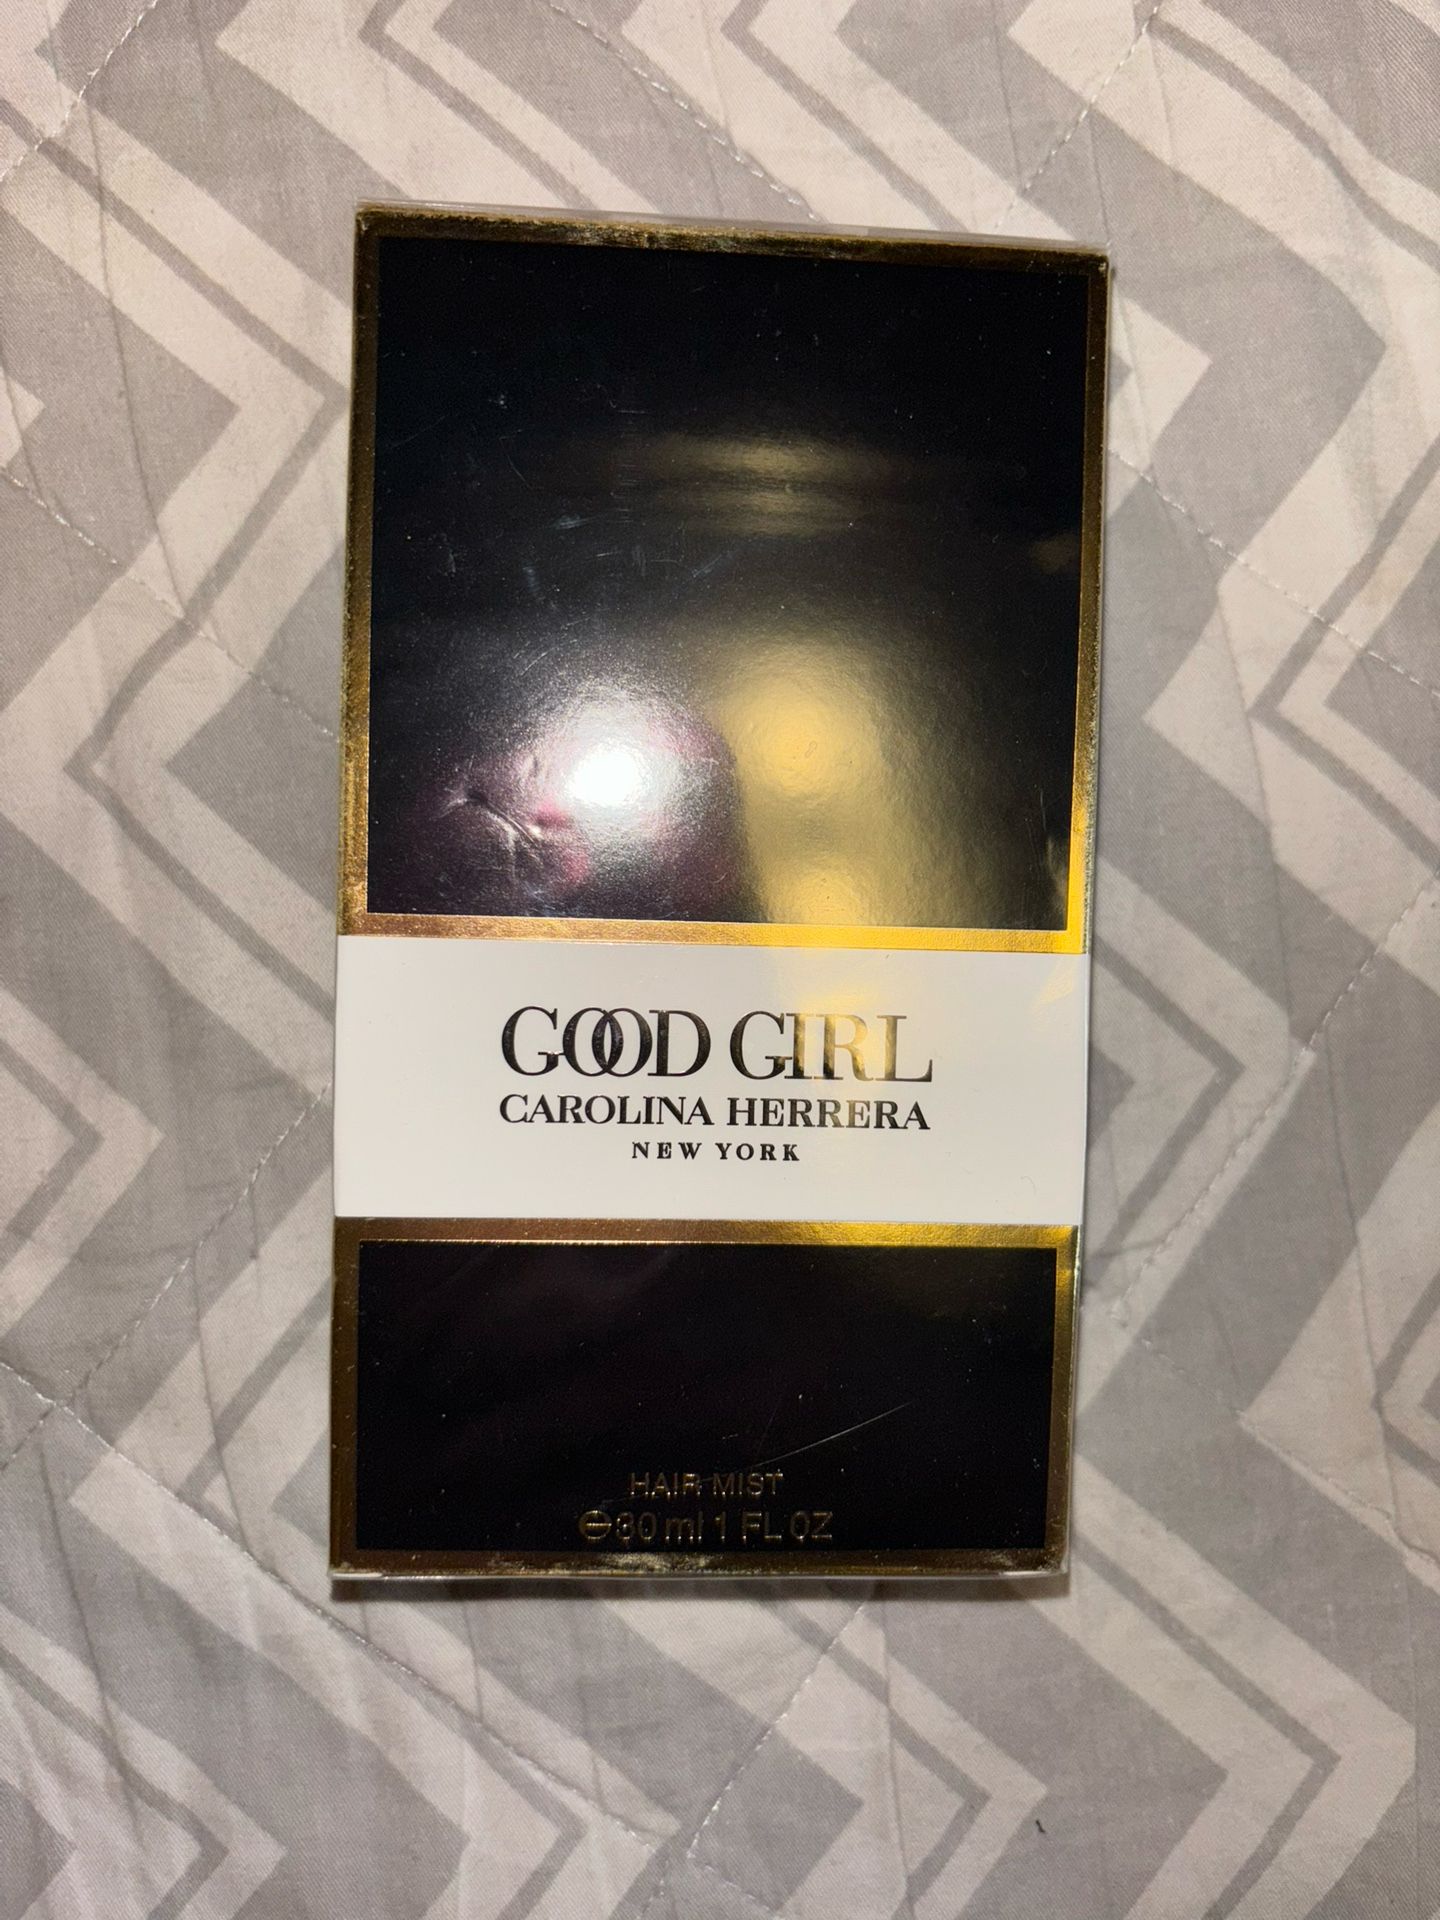 GOOD GIRL
CAROLINA HERRERA
NEW YORK
HAIR MIST
℮30 ml 1 FL OZ